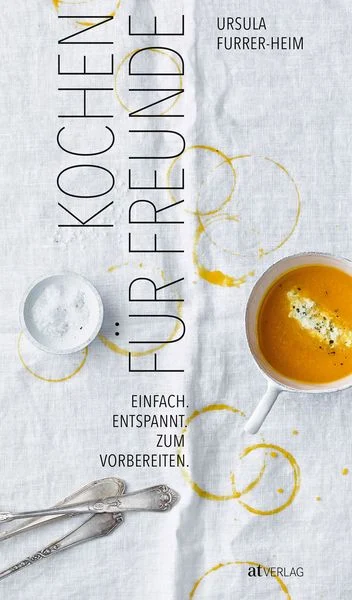 URSULA
FURRER-HEIM
KOCHEN
FÜR FREUNDE
EINFACH.
ENTSPANNT.
ZUM
VORBEREITEN.
at VERLAG